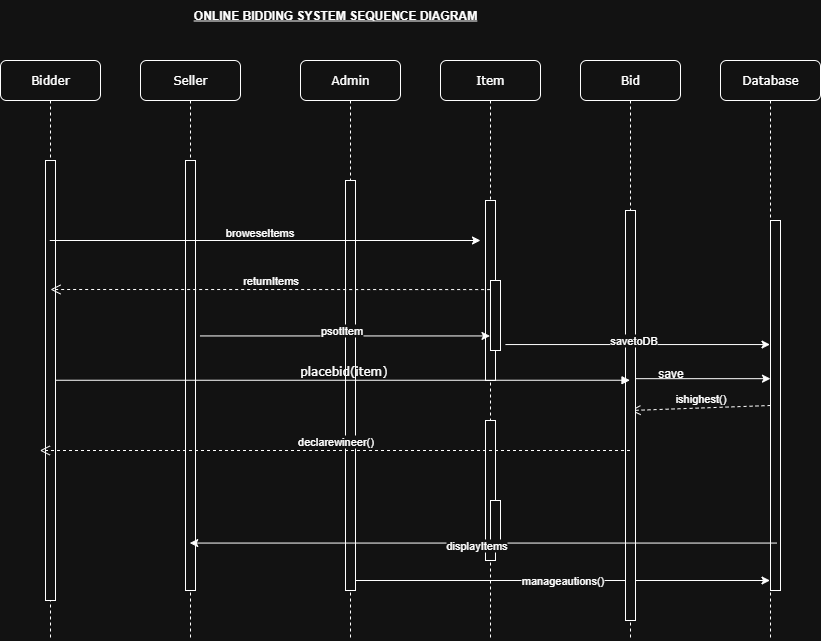 ONLINE BIDDING SYSTEM SEQUENCE DIAGRAM
Bidder
Seller
Admin
Item
Bid
Database
broweseItems
returnItems
psotItem
savetoDB
placebid(item)
save
ishighest()
declarewineer()
displayItems
manageautions()